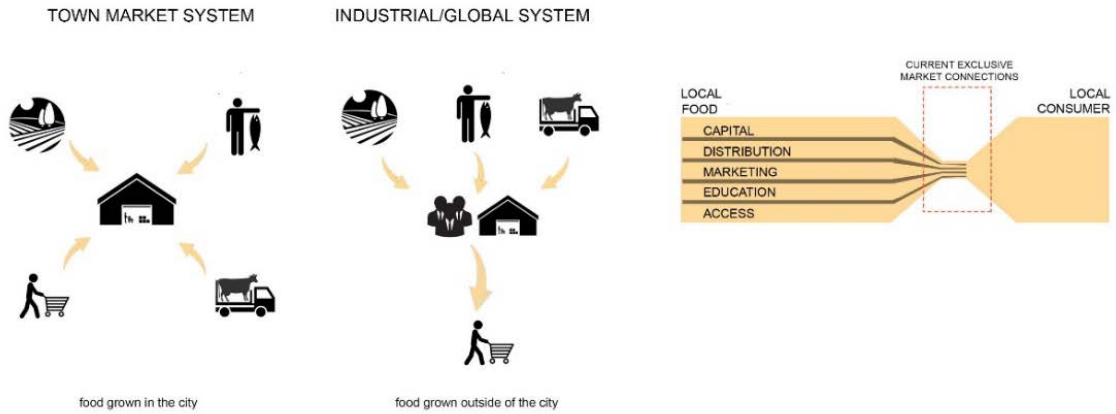 TOWN MARKET SYSTEM
INDUSTRIAL/GLOBAL SYSTEM
CURRENT EXCLUSIVE
MARKET CONNECTIONS
LOCAL
FOOD
LOCAL
CONSUMER
CAPITAL
DISTRIBUTION
MARKETING
EDUCATION
ACCESS
food grown in the city
food grown outside of the city